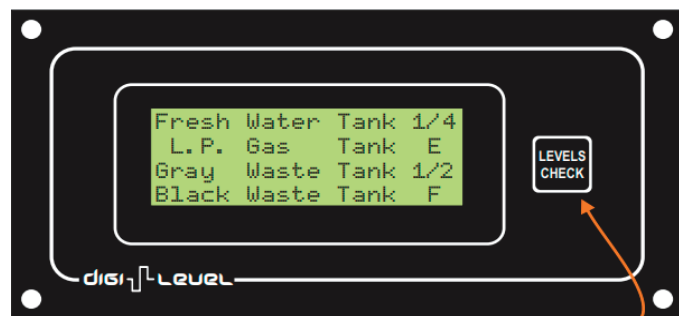 Fresh Water Tank 1/4
L.P. Gas Tank E
Gray Waste Tank 1/2
Black Waste Tank F
LEVELS
CHECK
DIGI LEVEL